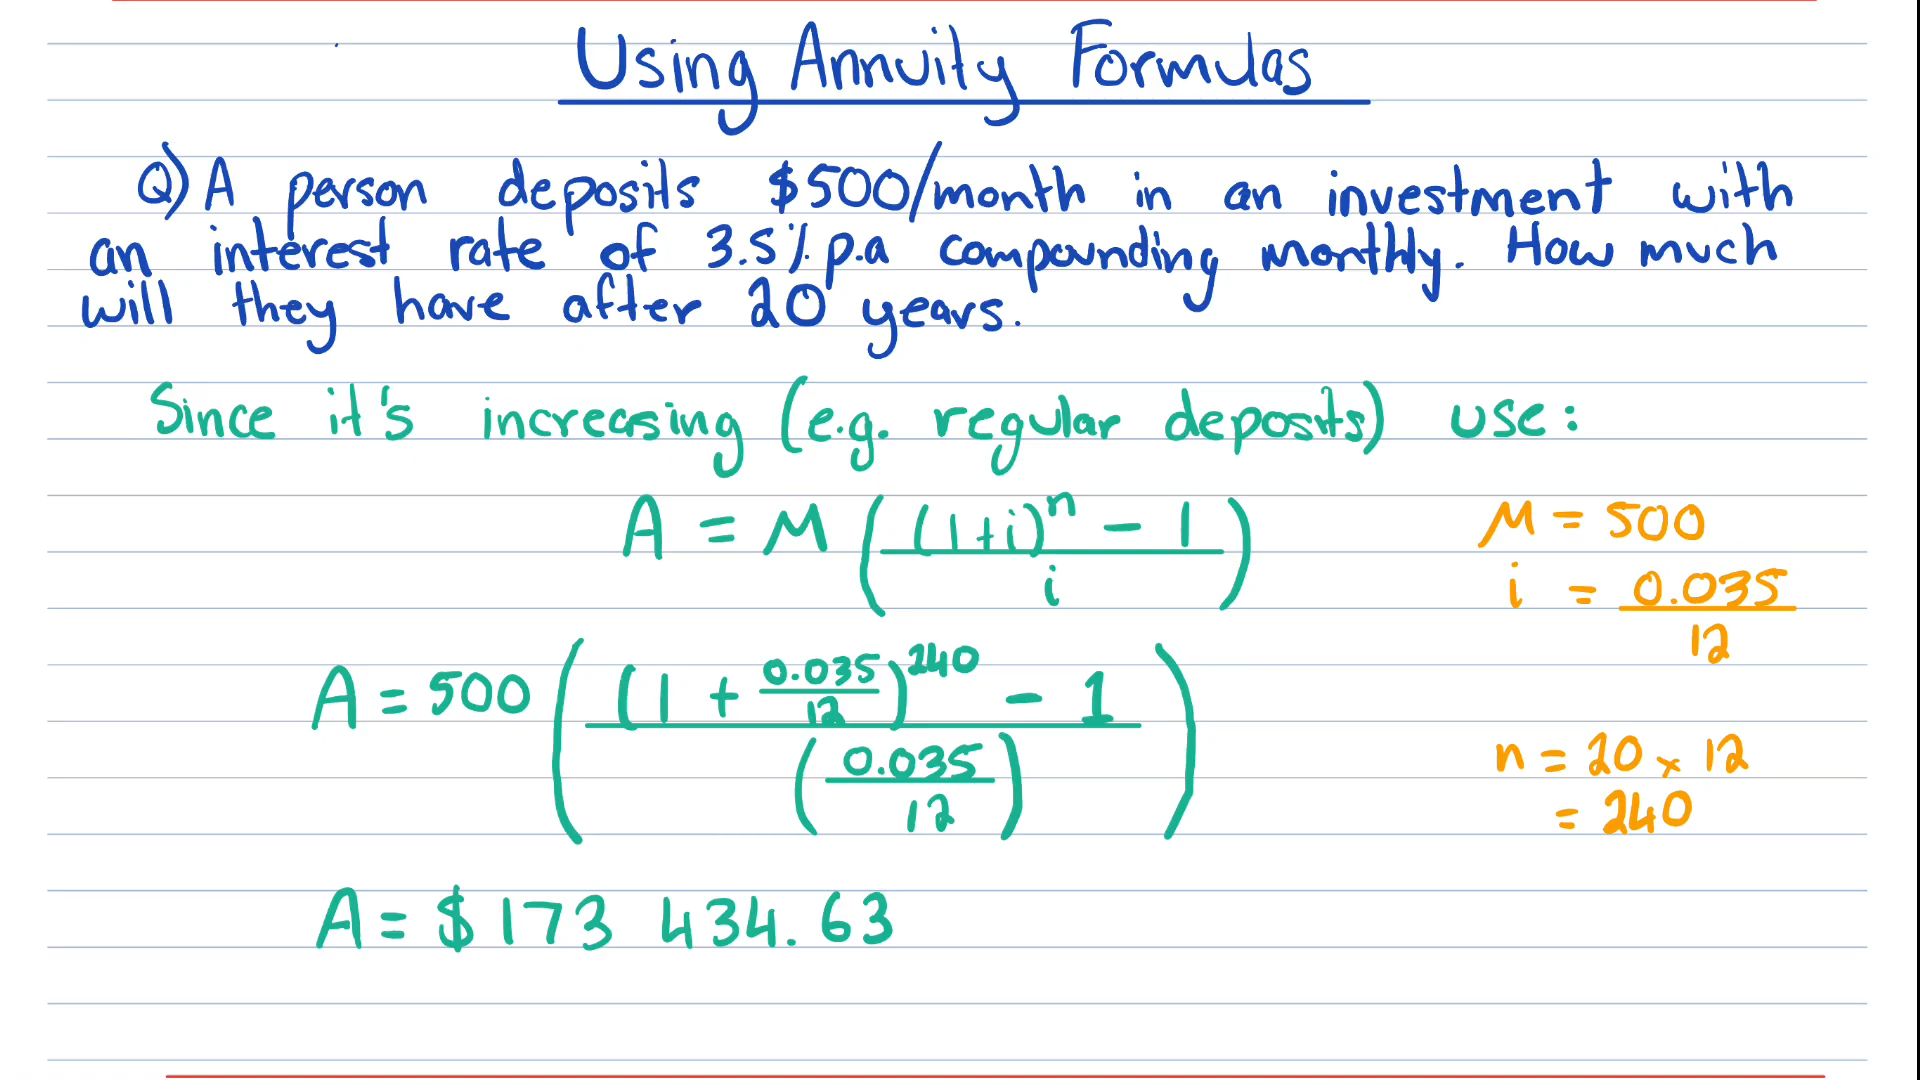 Using Annuity Formulas
Q) A person deposits $500/month in an investment with
an interest rate of 3.5% p.a compounding monthly. How much
will they have after 20 years.
Since it's increasing (e.g. regular deposits) use:
A = M ( (1+i)^n - 1 / i )
M = 500
i = 0.035 / 12
A = 500 ( (1 + 0.035/12)^240 - 1 / (0.035/12) )
n = 20 x 12
= 240
A = $ 173 434.63